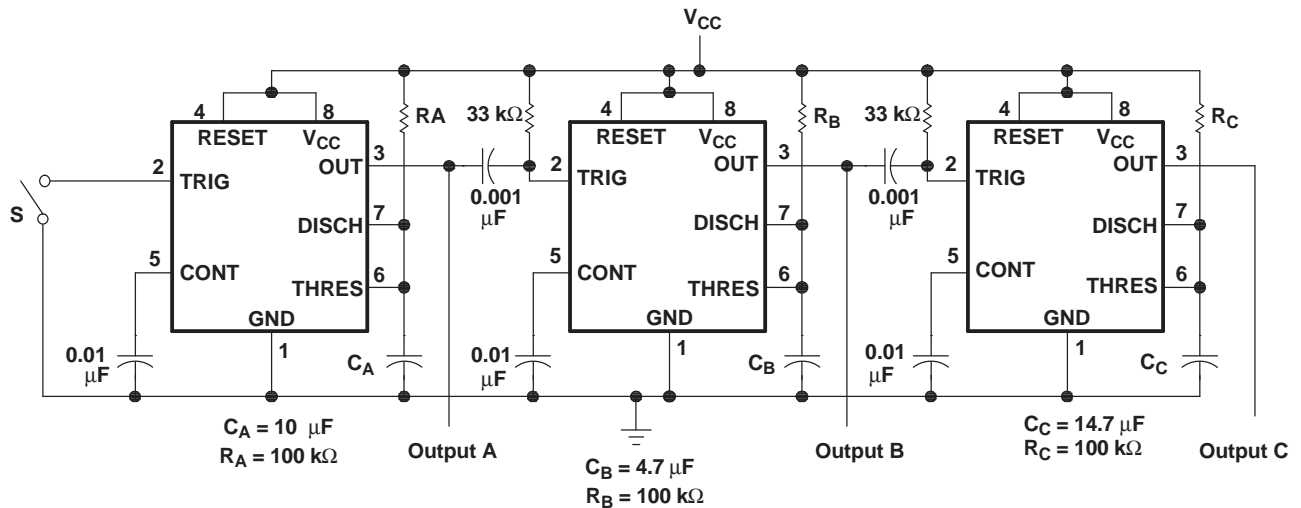 VCC
4
8
RESET
VCC
2
TRIG
OUT
3
RA
33 kΩ
0.001
μF
DISCH
7
5
CONT
6
THRES
GND
1
0.01
μF
CA
S
CA = 10 μF
RA = 100 kΩ
Output A
4
8
RESET
VCC
2
TRIG
OUT
3
RB
33 kΩ
0.001
μF
DISCH
7
5
CONT
6
THRES
GND
1
0.01
μF
CB
CB = 4.7 μF
RB = 100 kΩ
Output B
4
8
RESET
VCC
2
TRIG
OUT
3
RC
DISCH
7
5
CONT
6
THRES
GND
1
0.01
μF
CC
CC = 14.7 μF
RC = 100 kΩ
Output C